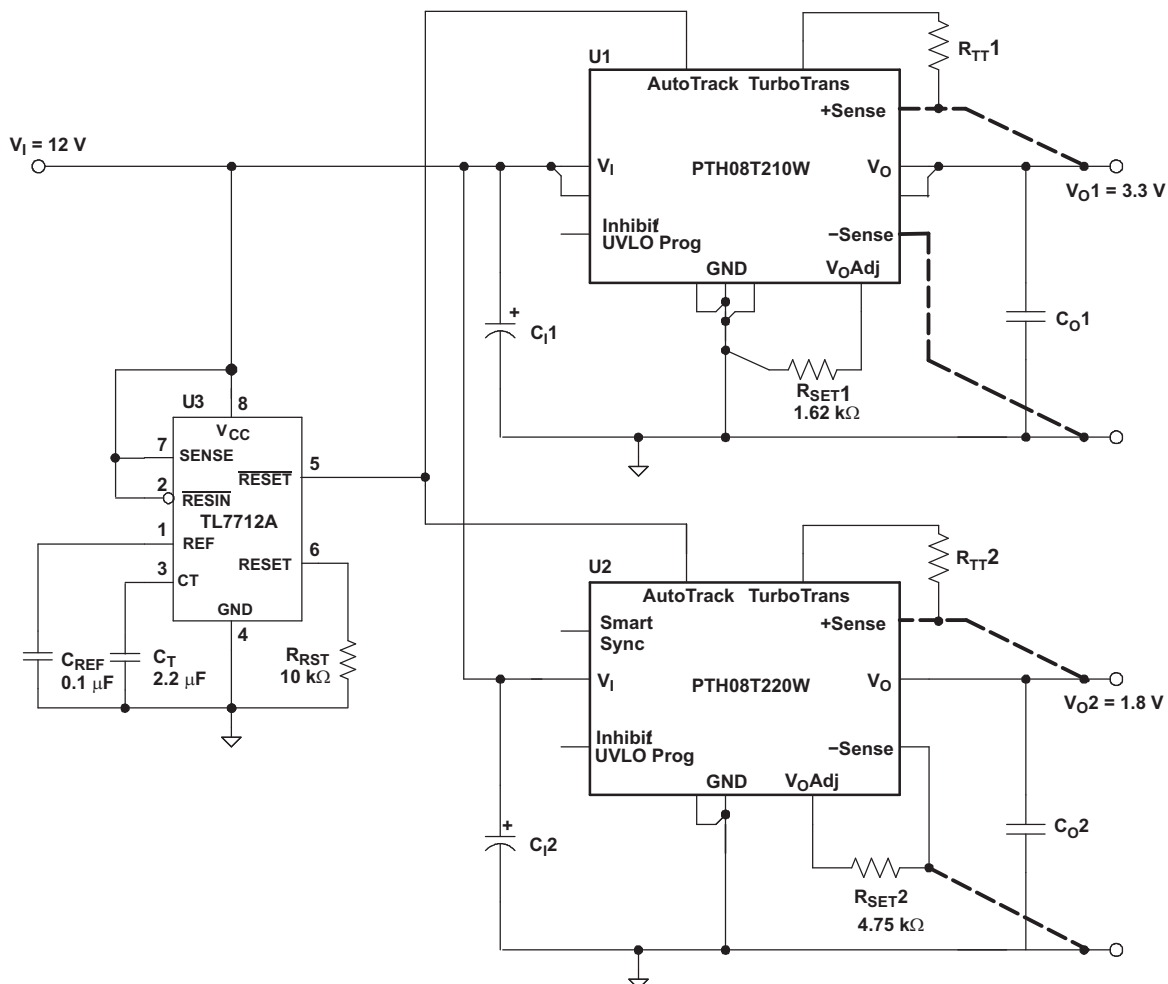 R_TT1
U1
AutoTrack TurboTrans
+Sense
V_I = 12 V
V_I
PTH08T210W
V_O
V_O1 = 3.3 V
Inhibit/
UVLO Prog
−Sense
GND
V_OAdj
+
C_I1
C_O1
R_SET1
1.62 kΩ
U3
8
V_CC
7
SENSE
5
RESET
2
RESIN
TL7712A
1
REF
6
RESET
3
CT
GND
4
C_REF
0.1 μF
C_T
2.2 μF
R_RST
10 kΩ
R_TT2
U2
AutoTrack TurboTrans
Smart
Sync
+Sense
V_I
PTH08T220W
V_O
V_O2 = 1.8 V
Inhibit/
UVLO Prog
−Sense
GND
V_OAdj
+
C_I2
C_O2
R_SET2
4.75 kΩ